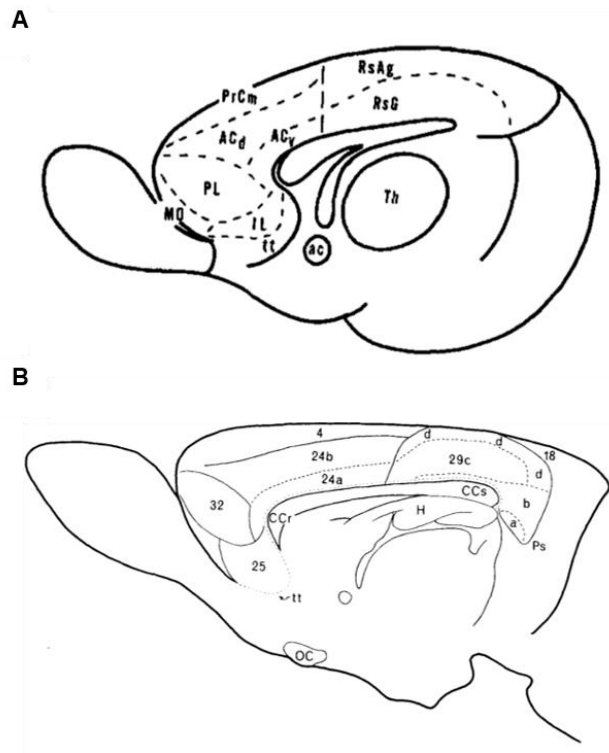 A
RsAg
PrCm
RsG
ACd
ACv
PL
Th
MO
IL
tt
ac
B
4
d
d
18
24b
29c
d
24a
CCs
32
b
CCr
H
a
Ps
25
tt
OC